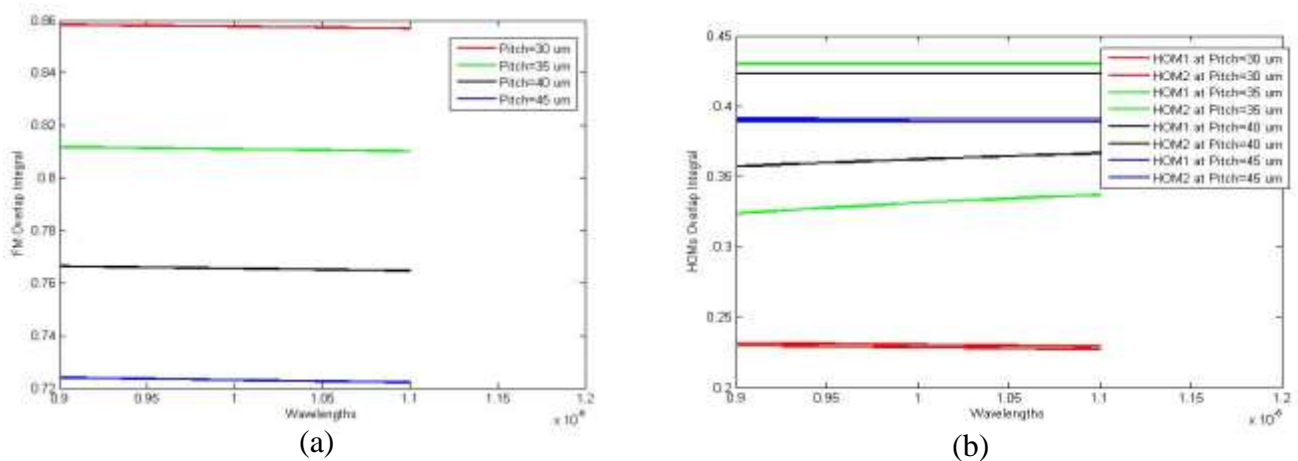 0.86
0.84
0.82
0.8
0.78
0.76
0.74
0.72
FM Overlap Integral
Pitch=30 um
Pitch=35 um
Pitch=40 um
Pitch=45 um
0.9 0.95 1 1.05 1.1 1.15 1.2
Wavelengths
(a)
0.45
0.4
0.35
0.3
0.25
0.2
HOMs Overlap Integral
HOM1 at Pitch=30 um
HOM2 at Pitch=30 um
HOM1 at Pitch=35 um
HOM2 at Pitch=35 um
HOM1 at Pitch=40 um
HOM2 at Pitch=40 um
HOM1 at Pitch=45 um
HOM2 at Pitch=45 um
0.9 0.95 1 1.05 1.1 1.15 1.2
Wavelengths
(b)